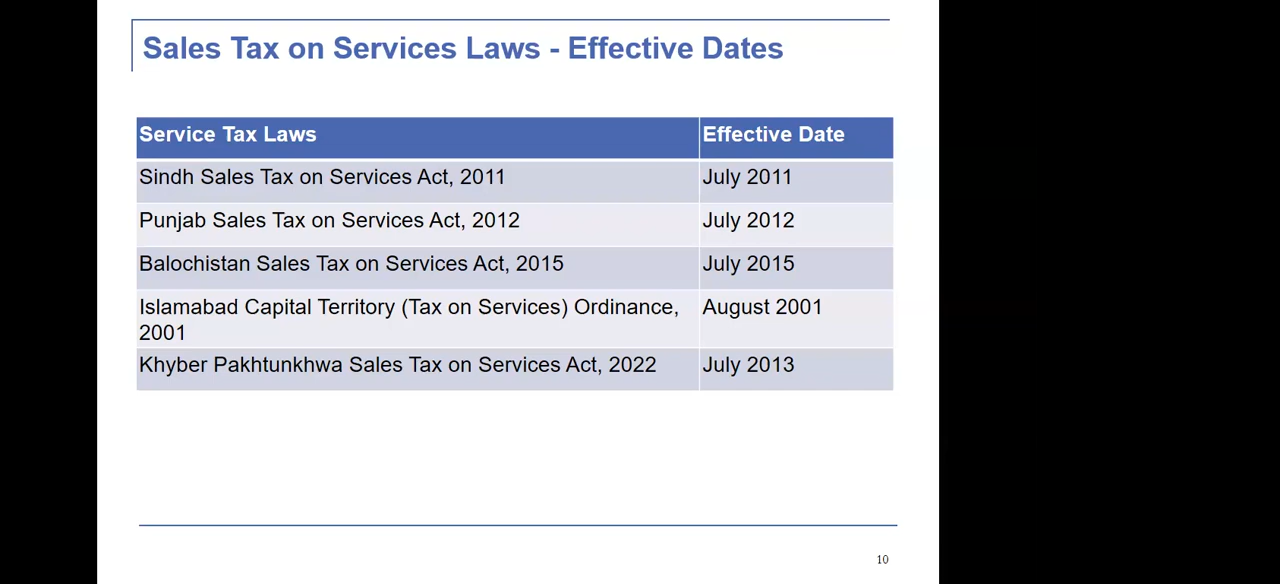 Sales Tax on Services Laws - Effective Dates
Service Tax Laws Effective Date
Sindh Sales Tax on Services Act, 2011 July 2011
Punjab Sales Tax on Services Act, 2012 July 2012
Balochistan Sales Tax on Services Act, 2015 July 2015
Islamabad Capital Territory (Tax on Services) Ordinance, August 2001
2001
Khyber Pakhtunkhwa Sales Tax on Services Act, 2022 July 2013
10